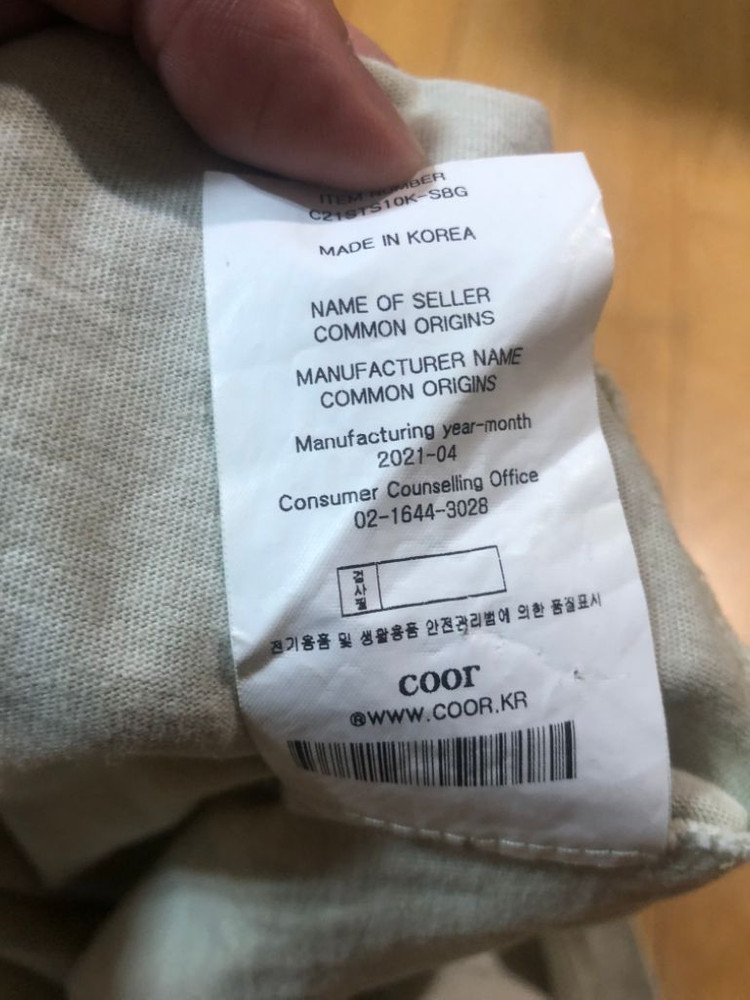 ITEM NUMBER
C21STS10K-SBG
MADE IN KOREA
NAME OF SELLER
COMMON ORIGINS
MANUFACTURER NAME
COMMON ORIGINS
Manufacturing year-month
2021-04
Consumer Counselling Office
02-1644-3028
검사필
전기용품 및 생활용품 안전관리법에 의한 품질표시
coor
®WWW.COOR.KR